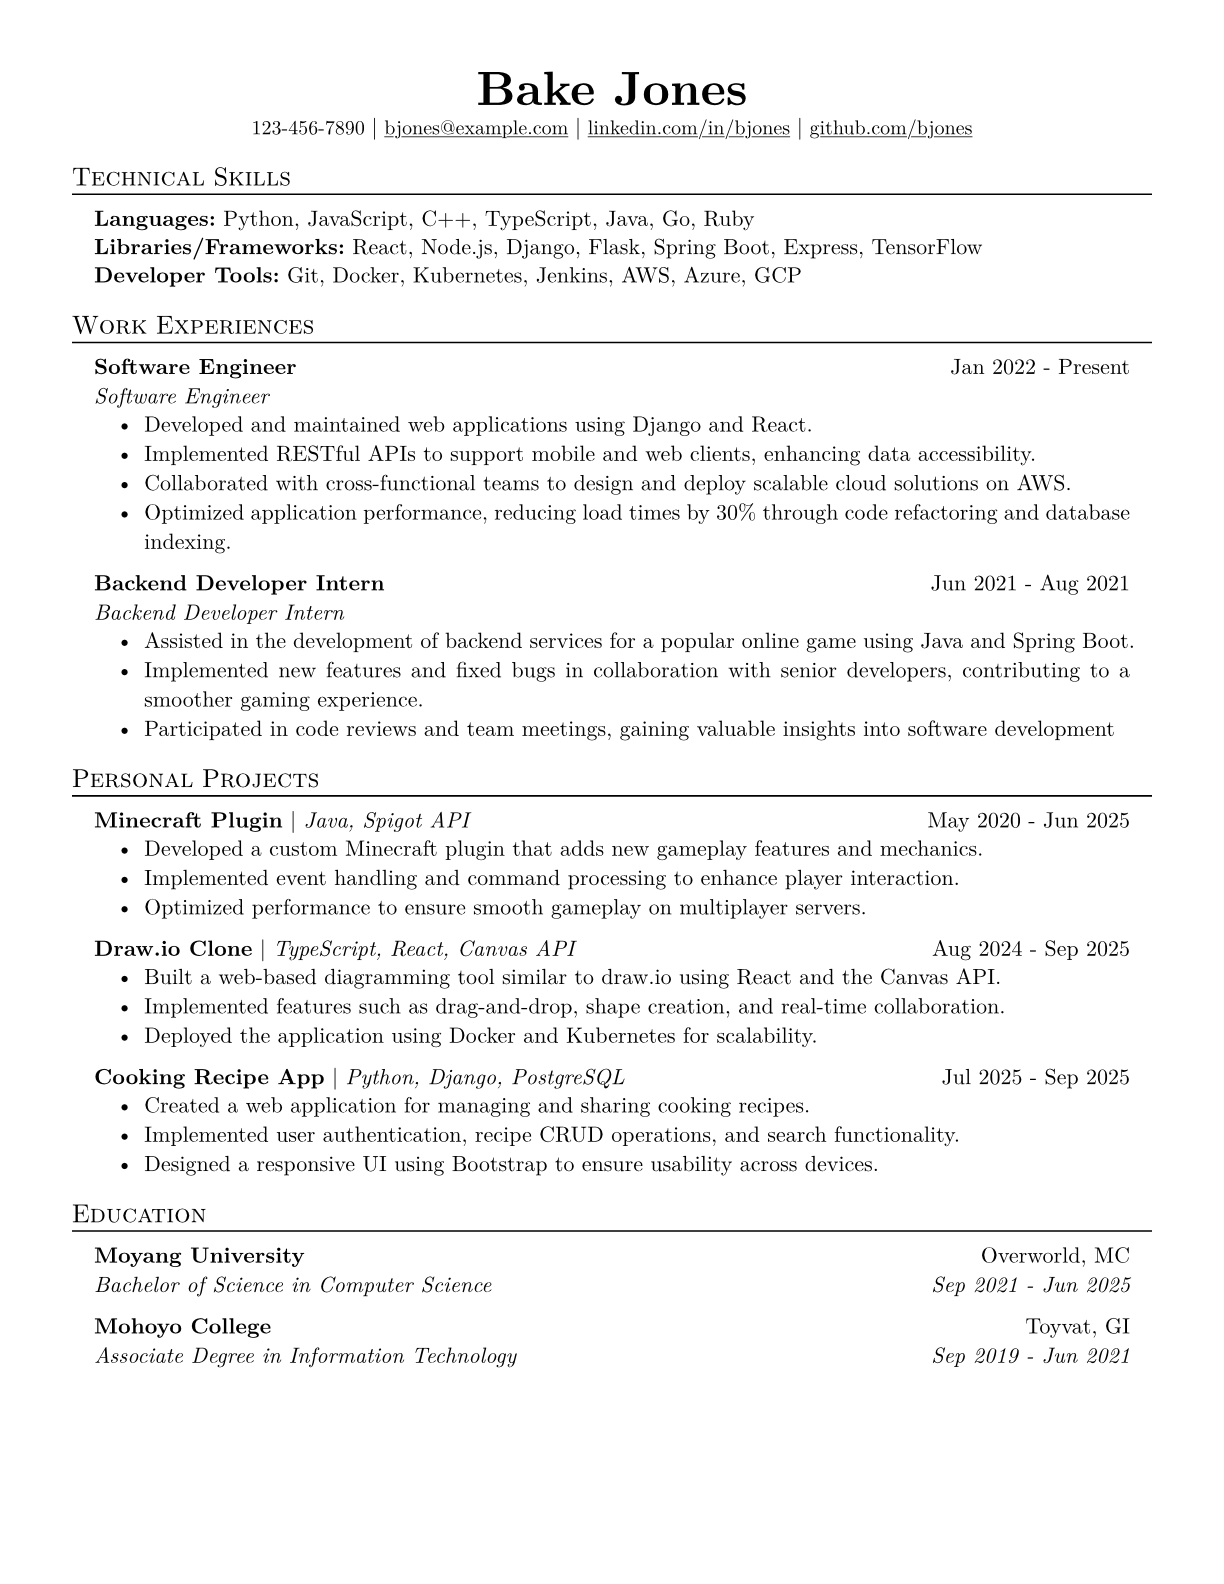 Bake Jones
123-456-7890 | bjones@example.com | linkedin.com/in/bjones | github.com/bjones
Technical Skills
Languages: Python, JavaScript, C++, TypeScript, Java, Go, Ruby
Libraries/Frameworks: React, Node.js, Django, Flask, Spring Boot, Express, TensorFlow
Developer Tools: Git, Docker, Kubernetes, Jenkins, AWS, Azure, GCP
Work Experiences
Software Engineer Jan 2022 - Present
Software Engineer
• Developed and maintained web applications using Django and React.
• Implemented RESTful APIs to support mobile and web clients, enhancing data accessibility.
• Collaborated with cross-functional teams to design and deploy scalable cloud solutions on AWS.
• Optimized application performance, reducing load times by 30% through code refactoring and database
indexing.
Backend Developer Intern Jun 2021 - Aug 2021
Backend Developer Intern
• Assisted in the development of backend services for a popular online game using Java and Spring Boot.
• Implemented new features and fixed bugs in collaboration with senior developers, contributing to a
smoother gaming experience.
• Participated in code reviews and team meetings, gaining valuable insights into software development
Personal Projects
Minecraft Plugin | Java, Spigot API May 2020 - Jun 2025
• Developed a custom Minecraft plugin that adds new gameplay features and mechanics.
• Implemented event handling and command processing to enhance player interaction.
• Optimized performance to ensure smooth gameplay on multiplayer servers.
Draw.io Clone | TypeScript, React, Canvas API Aug 2024 - Sep 2025
• Built a web-based diagramming tool similar to draw.io using React and the Canvas API.
• Implemented features such as drag-and-drop, shape creation, and real-time collaboration.
• Deployed the application using Docker and Kubernetes for scalability.
Cooking Recipe App | Python, Django, PostgreSQL Jul 2025 - Sep 2025
• Created a web application for managing and sharing cooking recipes.
• Implemented user authentication, recipe CRUD operations, and search functionality.
• Designed a responsive UI using Bootstrap to ensure usability across devices.
Education
Moyang University Overworld, MC
Bachelor of Science in Computer Science Sep 2021 - Jun 2025
Mohoyo College Toyvat, GI
Associate Degree in Information Technology Sep 2019 - Jun 2021